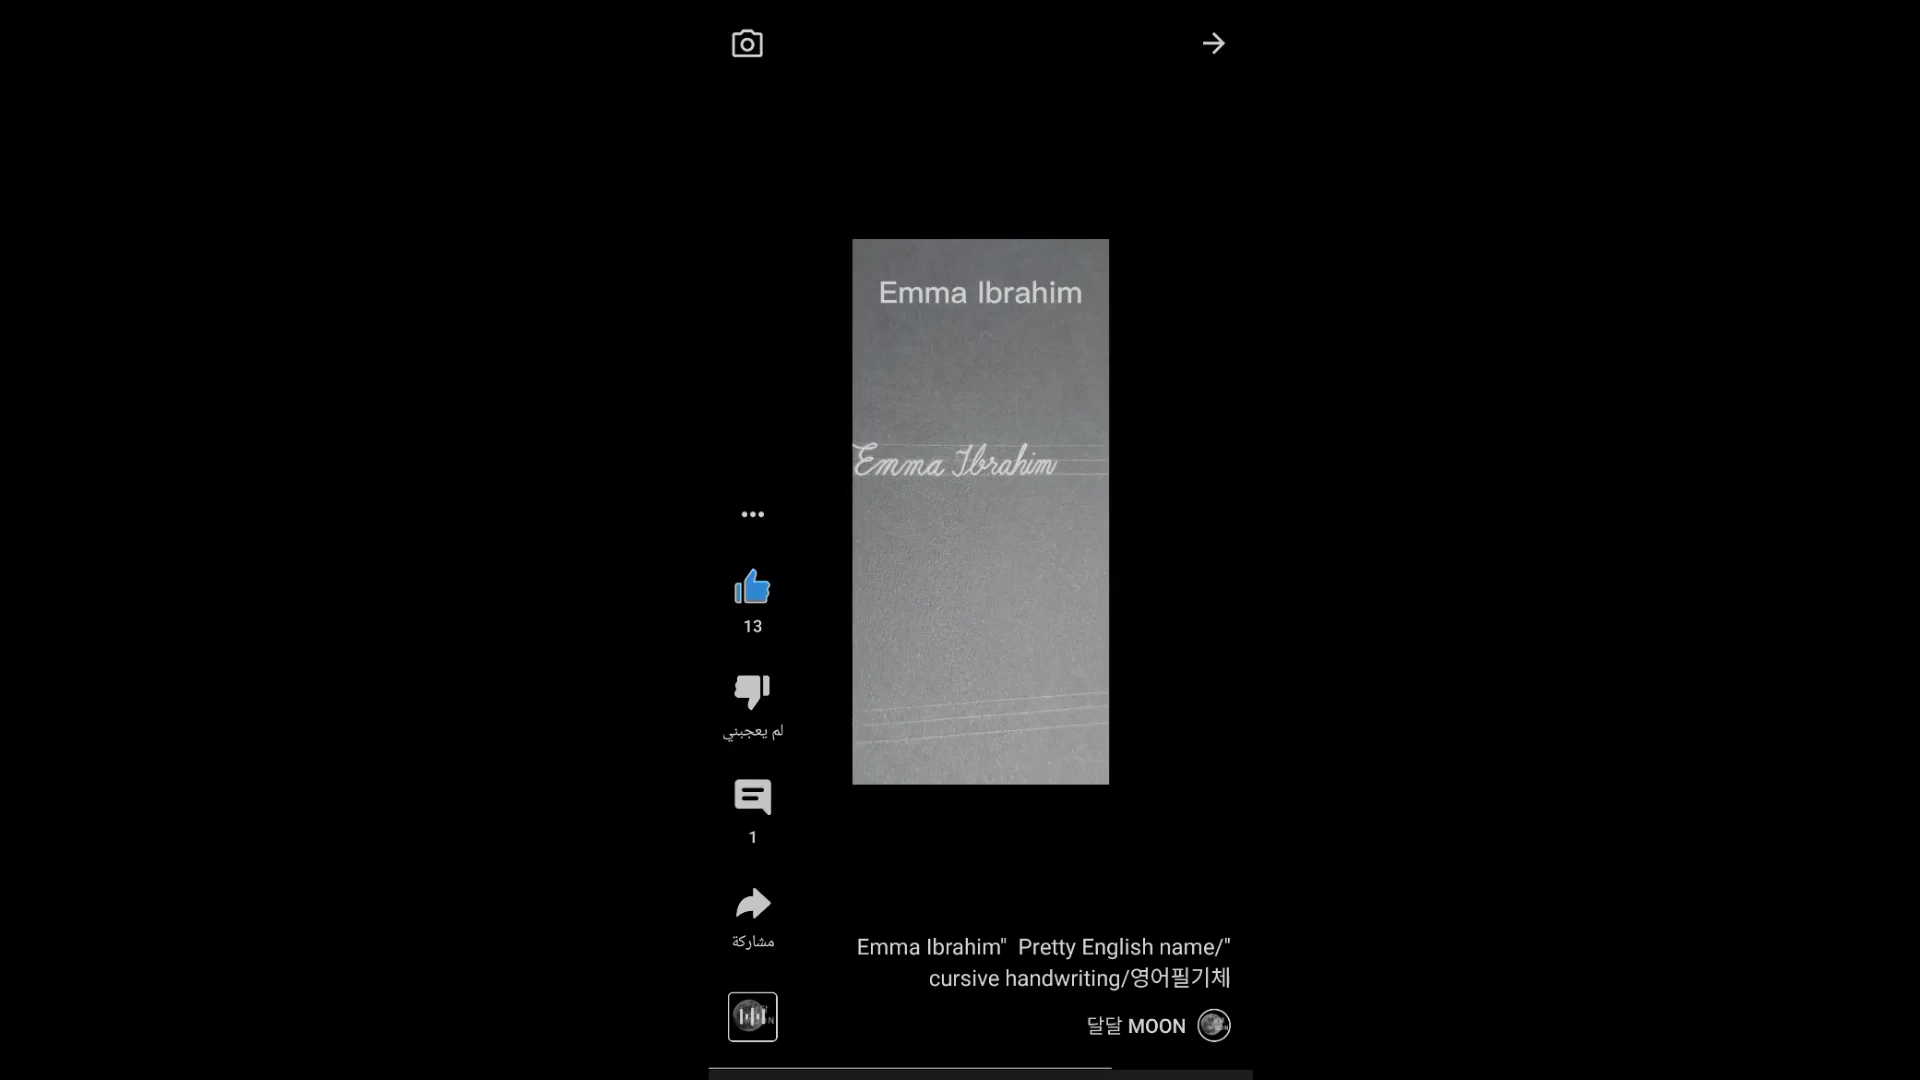 Emma Ibrahim
Emma Ibrahim
13
لم يعجبني
1
مشاركة
Emma Ibrahim"  Pretty English name/"
cursive handwriting/영어필기체
달달 MOON